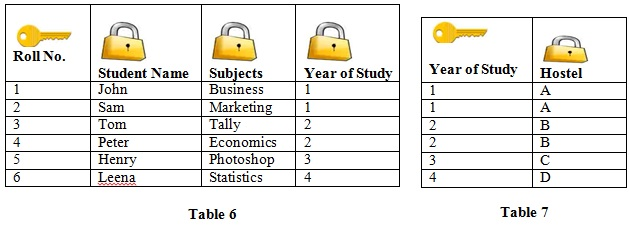 Roll No. Student Name Subjects Year of Study
1 John Business 1
2 Sam Marketing 1
3 Tom Tally 2
4 Peter Economics 2
5 Henry Photoshop 3
6 Leena Statistics 4
Table 6
Year of Study Hostel
1 A
1 A
2 B
2 B
3 C
4 D
Table 7